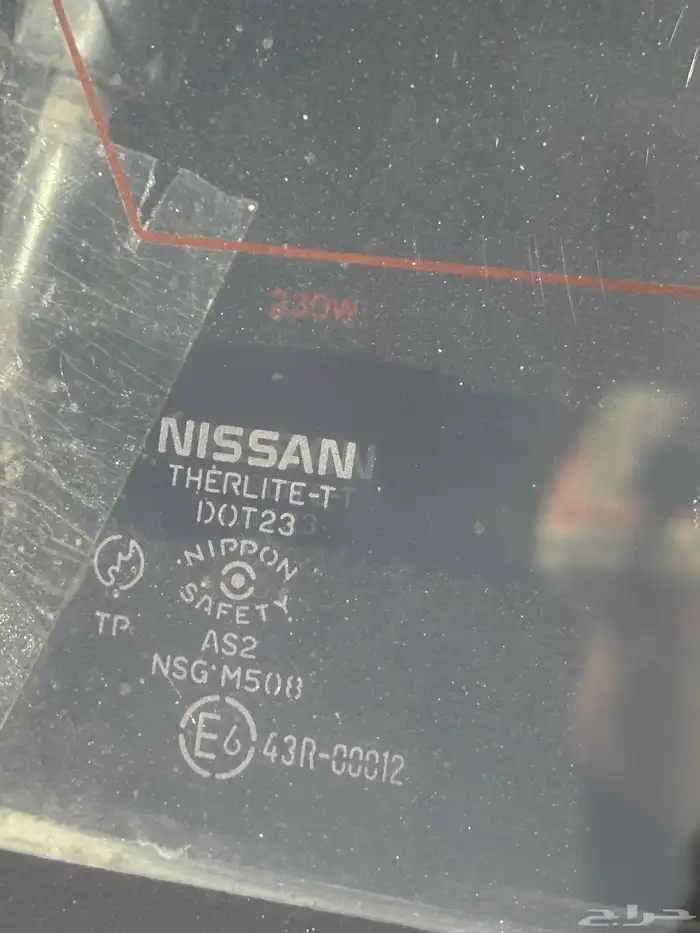 230W
NISSAN
THERLITE-T
DOT23
NIPPON
SAFETY
TP
AS2
NSG M508
E6 43R-00012
حراج